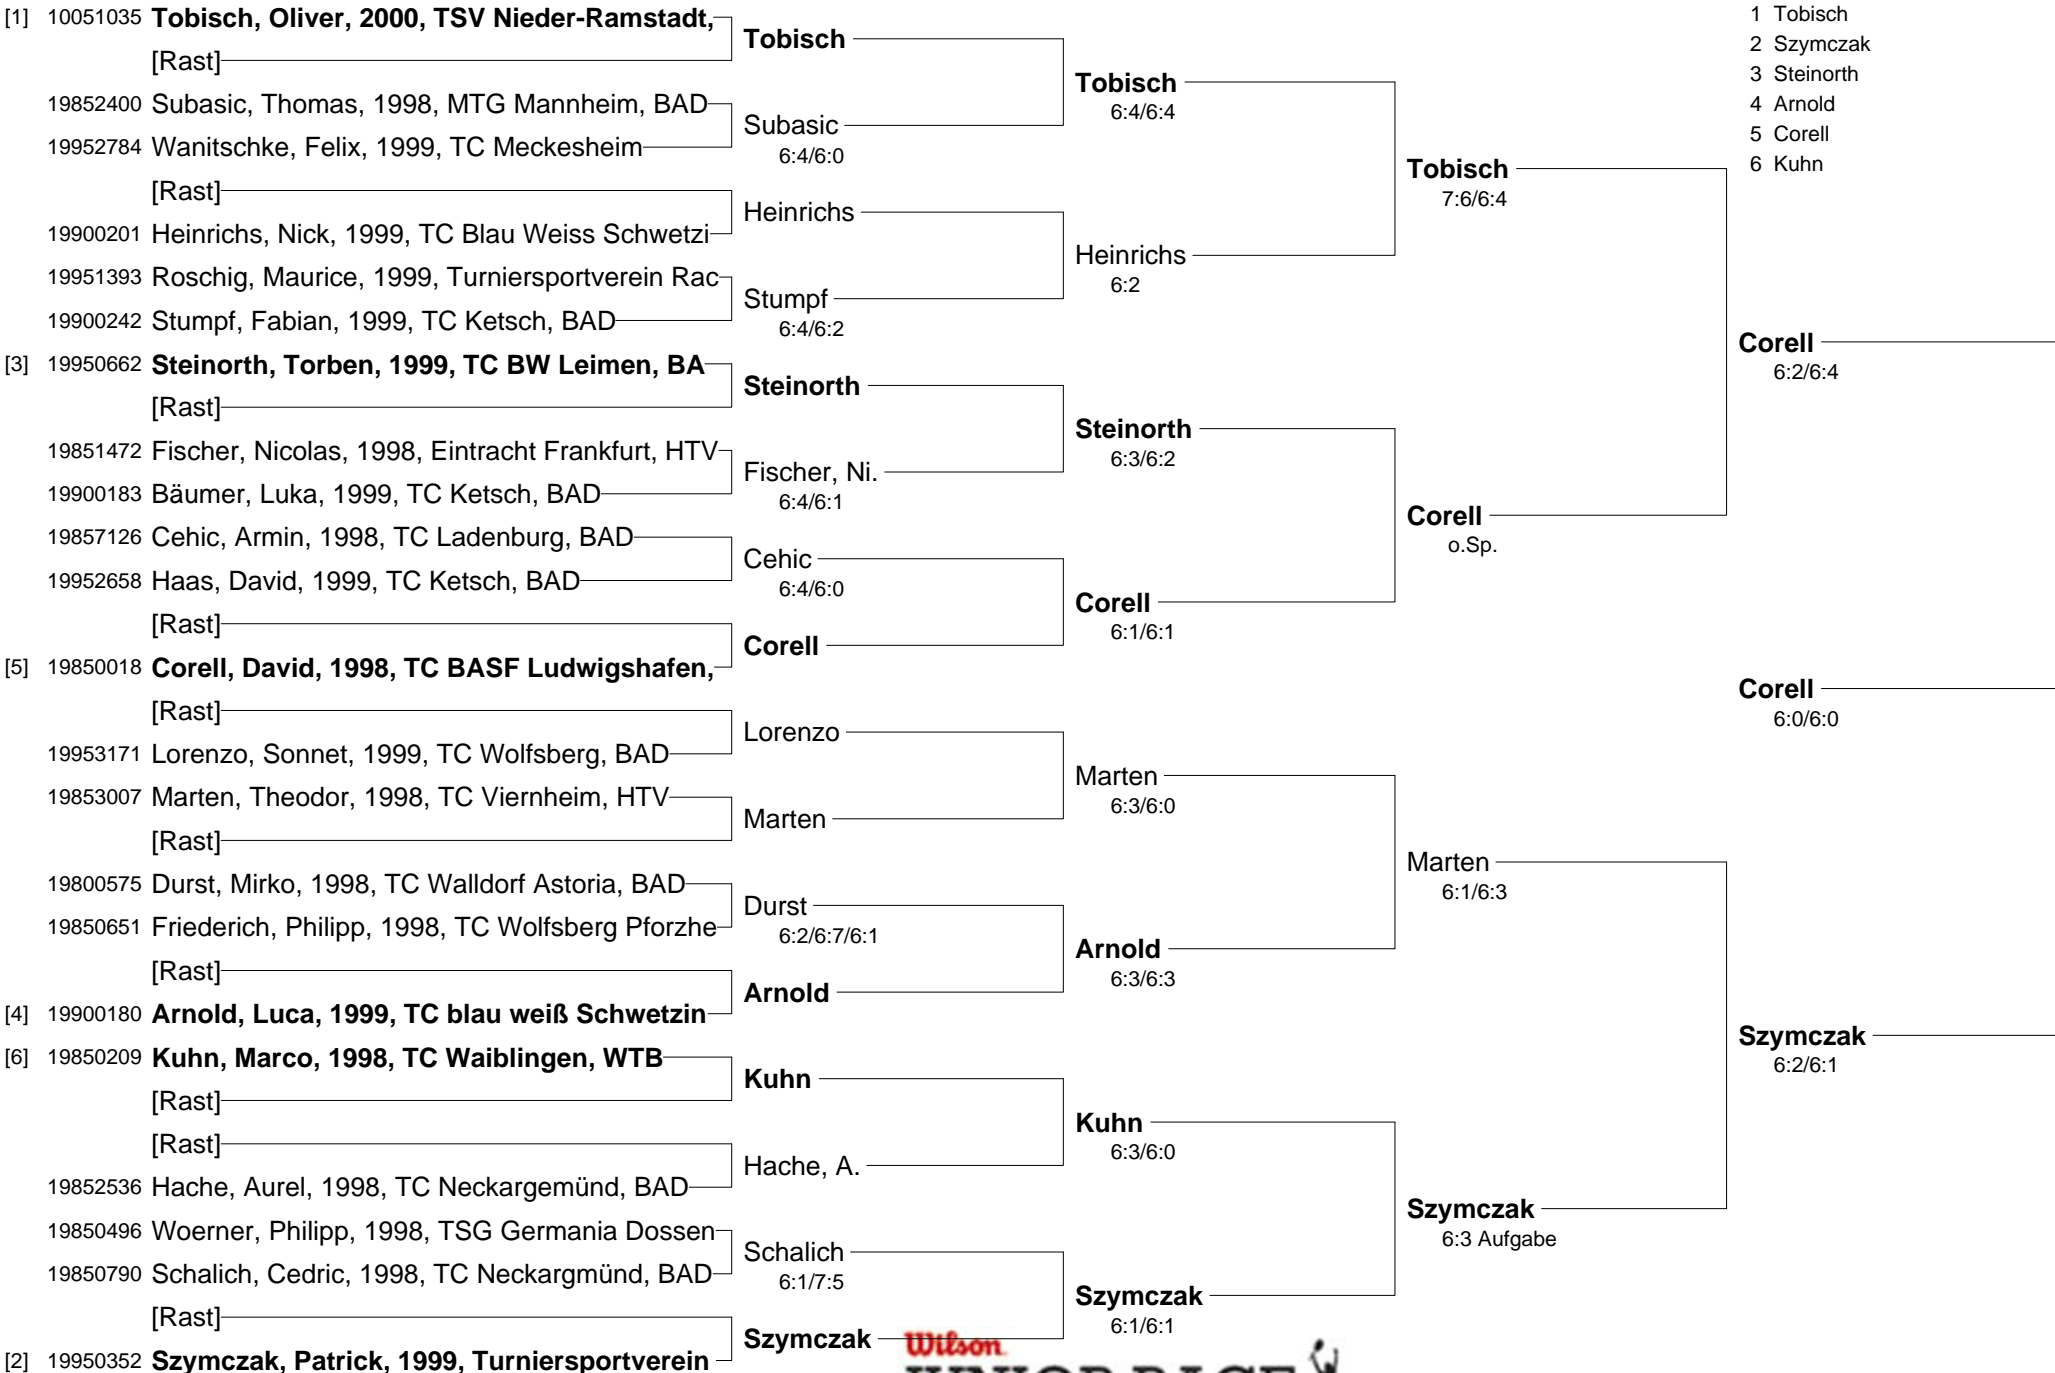 [1] 10051035 Tobisch, Oliver, 2000, TSV Nieder-Ramstadt,
[Rast]
19852400 Subasic, Thomas, 1998, MTG Mannheim, BAD
19952784 Wanitschke, Felix, 1999, TC Meckesheim
[Rast]
19900201 Heinrichs, Nick, 1999, TC Blau Weiss Schwetzi
19951393 Roschig, Maurice, 1999, Turniersportverein Rac
19900242 Stumpf, Fabian, 1999, TC Ketsch, BAD
[3] 19950662 Steinorth, Torben, 1999, TC BW Leimen, BA
[Rast]
19851472 Fischer, Nicolas, 1998, Eintracht Frankfurt, HTV
19900183 Bäumer, Luka, 1999, TC Ketsch, BAD
19857126 Cehic, Armin, 1998, TC Ladenburg, BAD
19952658 Haas, David, 1999, TC Ketsch, BAD
[Rast]
[5] 19850018 Corell, David, 1998, TC BASF Ludwigshafen,
[Rast]
19953171 Lorenzo, Sonnet, 1999, TC Wolfsberg, BAD
19853007 Marten, Theodor, 1998, TC Viernheim, HTV
[Rast]
19800575 Durst, Mirko, 1998, TC Walldorf Astoria, BAD
19850651 Friederich, Philipp, 1998, TC Wolfsberg Pforzhe
[Rast]
[4] 19900180 Arnold, Luca, 1999, TC blau weiß Schwetzin
[6] 19850209 Kuhn, Marco, 1998, TC Waiblingen, WTB
[Rast]
[Rast]
19852536 Hache, Aurel, 1998, TC Neckargemünd, BAD
19850496 Woerner, Philipp, 1998, TSG Germania Dossen
19850790 Schalich, Cedric, 1998, TC Neckargmünd, BAD
[Rast]
[2] 19950352 Szymczak, Patrick, 1999, Turniersportverein
Tobisch
Subasic
6:4/6:0
Heinrichs
Stumpf
6:4/6:2
Steinorth
Fischer, Ni.
6:4/6:1
Cehic
6:4/6:0
Corell
Lorenzo
Marten
Durst
6:2/6:7/6:1
Arnold
Kuhn
Hache, A.
Schalich
6:1/7:5
Szymczak
Tobisch
6:4/6:4
Heinrichs
6:2
Steinorth
6:3/6:2
Corell
6:1/6:1
Marten
6:3/6:0
Arnold
6:3/6:3
Kuhn
6:3/6:0
Szymczak
6:1/6:1
Tobisch
7:6/6:4
Corell
o.Sp.
Marten
6:1/6:3
Szymczak
6:3 Aufgabe
Corell
6:2/6:4
Corell
6:0/6:0
Szymczak
6:2/6:1
1 Tobisch
2 Szymczak
3 Steinorth
4 Arnold
5 Corell
6 Kuhn
Wilson
JUNIOR RACE